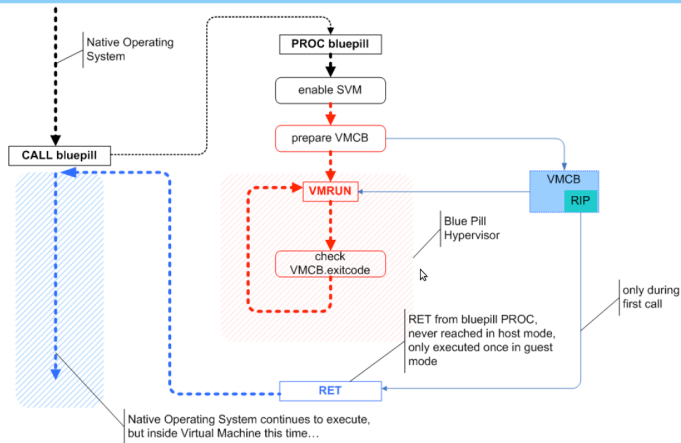 Native Operating
System
PROC bluepill
enable SVM
prepare VMCB
CALL bluepill
VMCB
RIP
VMRUN
Blue Pill
Hypervisor
check
VMCB.exitcode
only during
first call
RET from bluepill PROC,
never reached in host mode,
only executed once in guest
mode
RET
Native Operating System continues to execute,
but inside Virtual Machine this time…